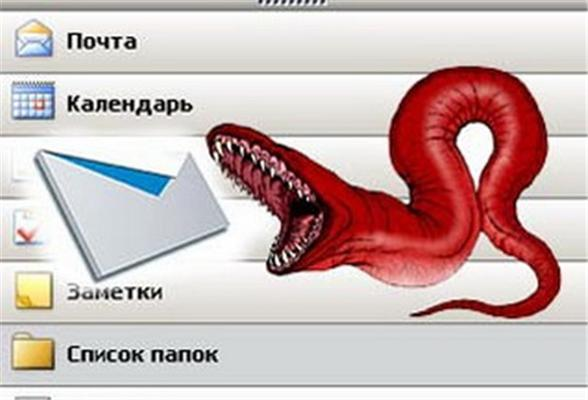 Почта
Календарь
Заметки
Список папок